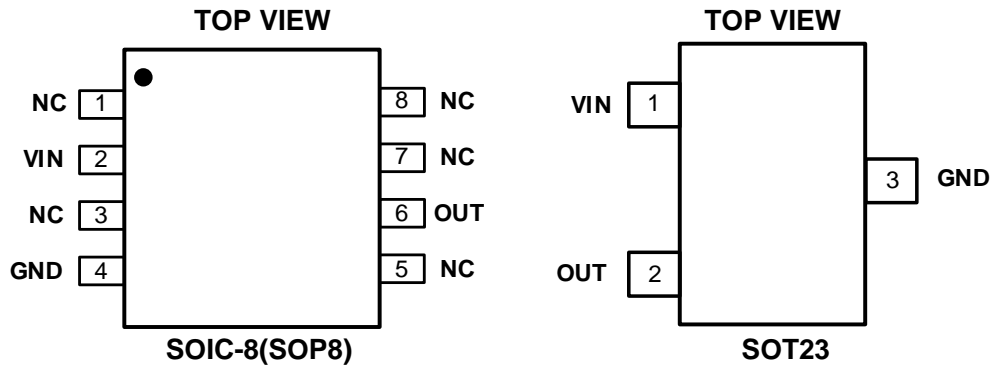 TOP VIEW
NC 1
8 NC
VIN 2
7 NC
NC 3
6 OUT
GND 4
5 NC
SOIC-8(SOP8)
TOP VIEW
VIN 1
3 GND
OUT 2
SOT23